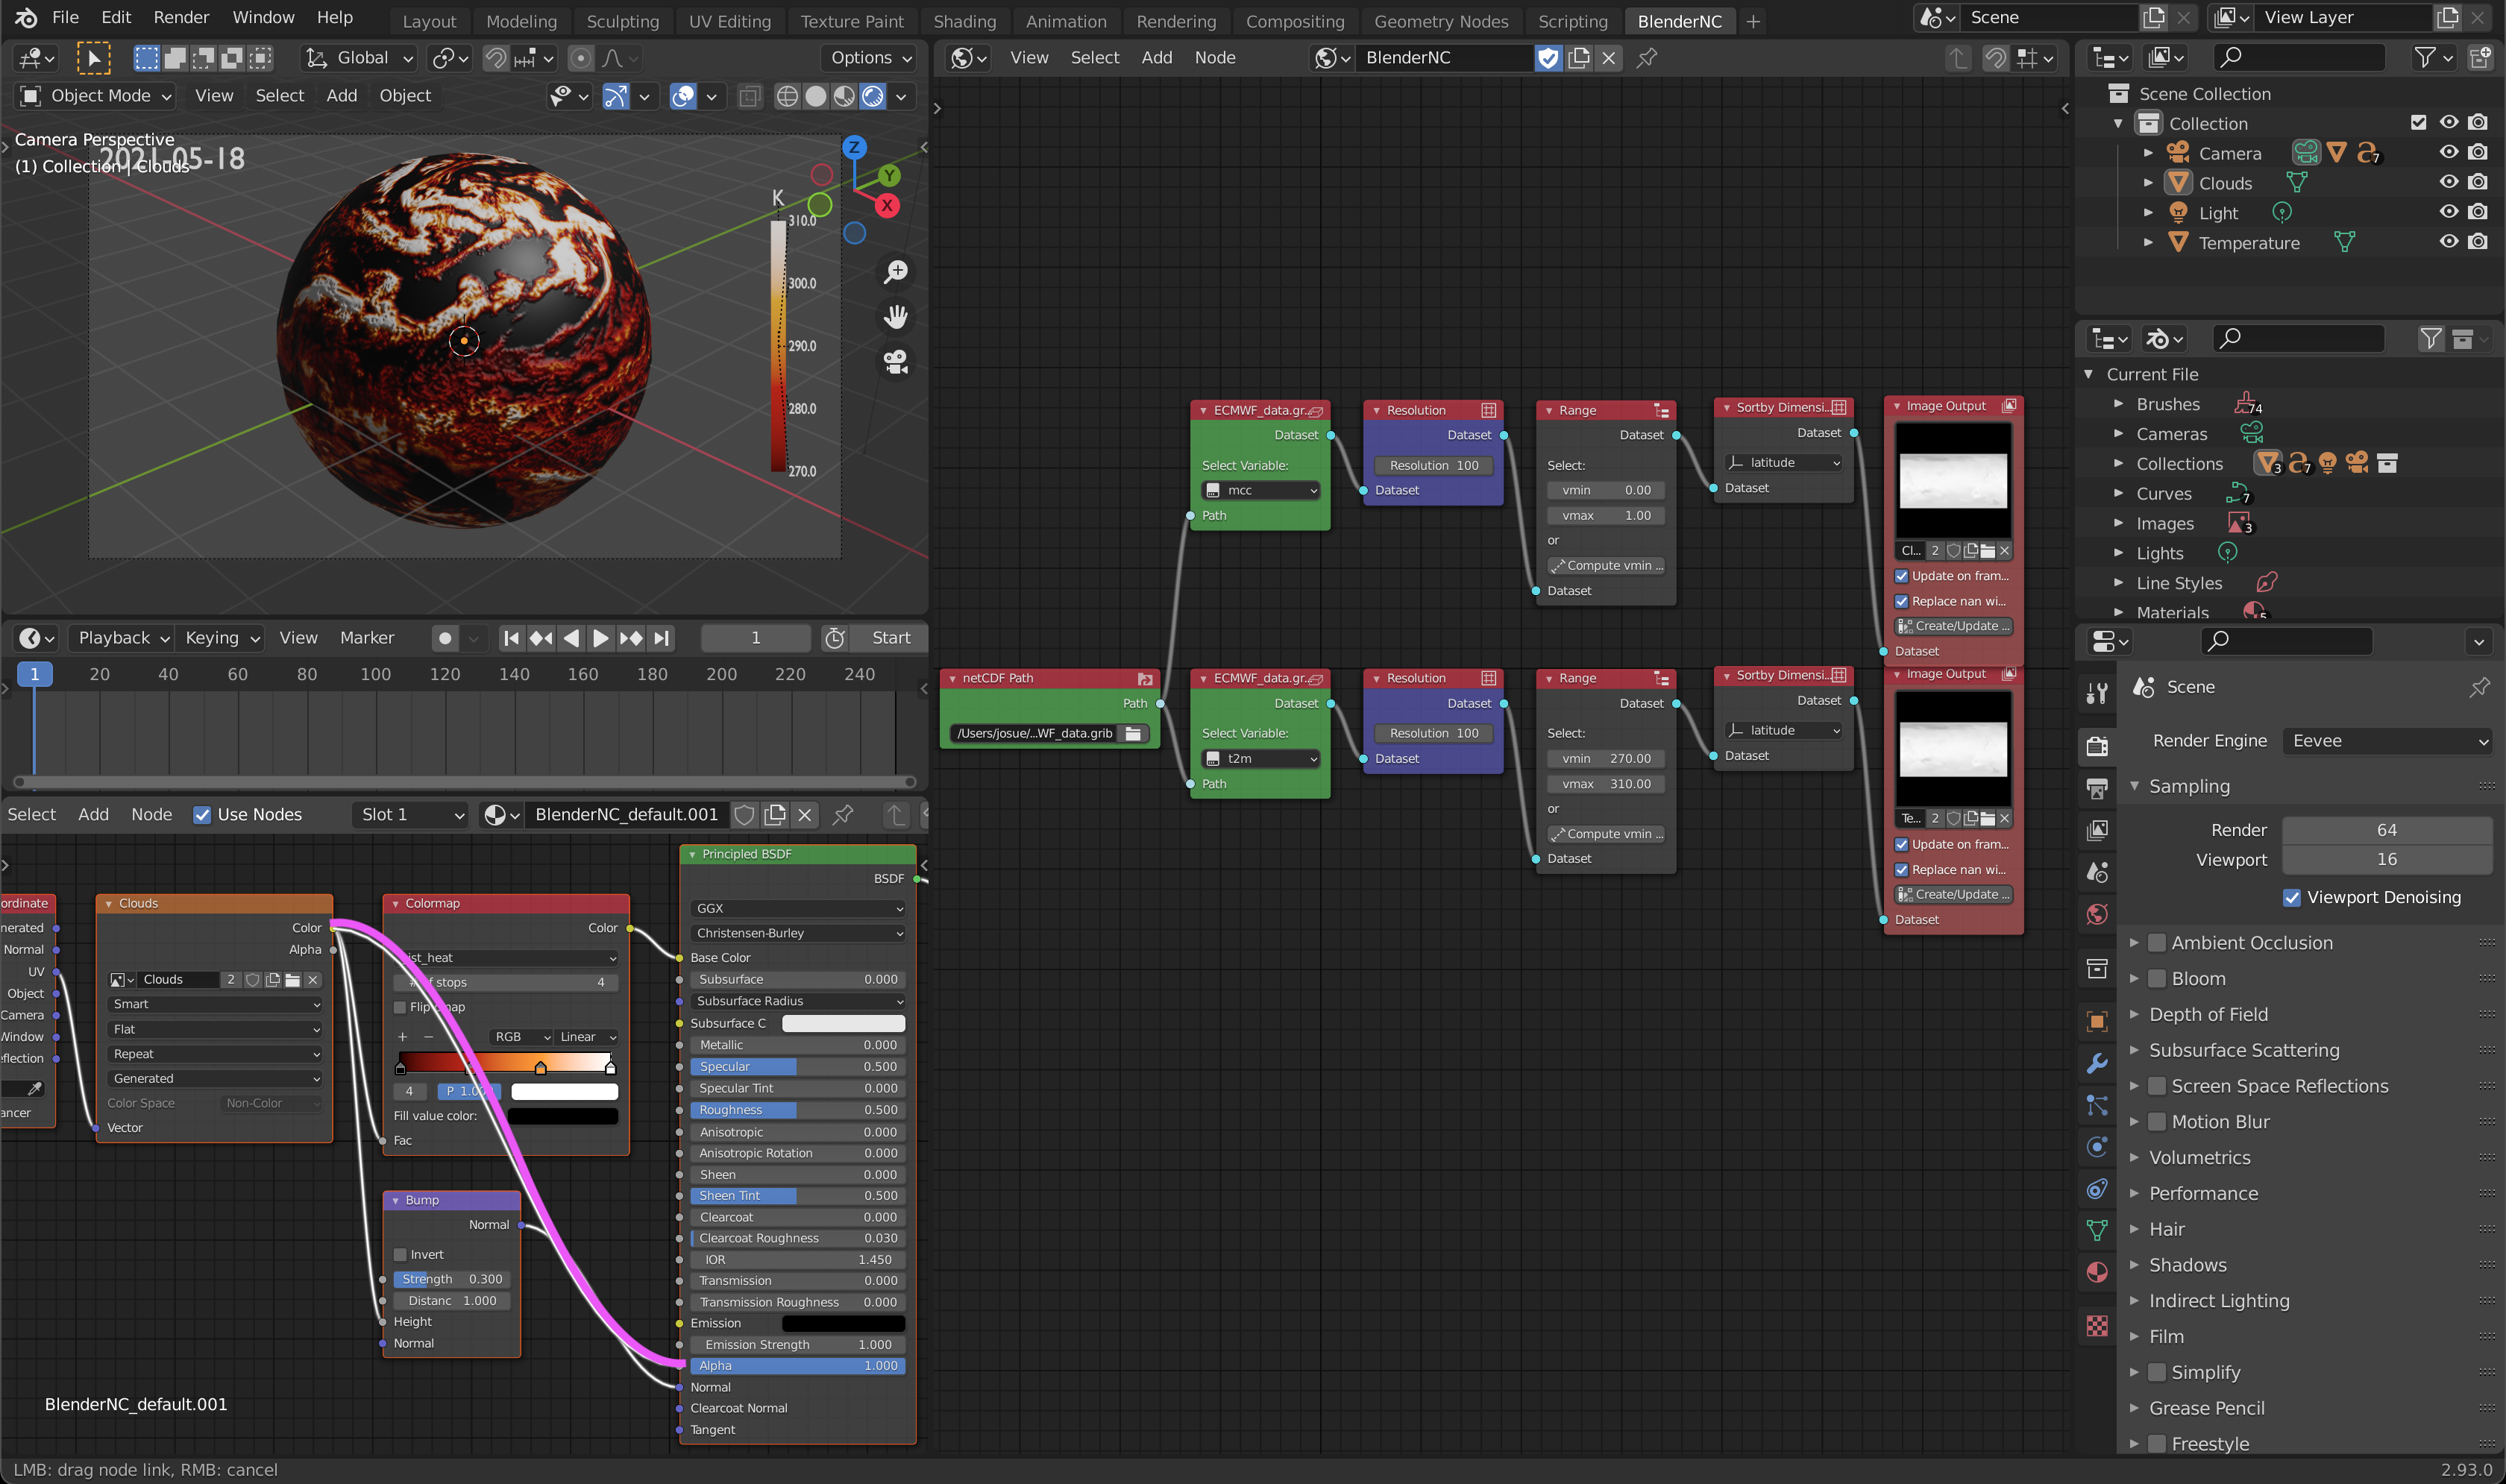 File Edit Render Window Help
Layout Modeling Sculpting UV Editing Texture Paint Shading Animation Rendering Compositing Geometry Nodes Scripting BlenderNC
Scene
View Layer
Global
Options
Object Mode View Select Add Object
Camera Perspective
2021-05-18
(1) Collection | Clouds
Z
Y
X
K
310.0
300.0
290.0
280.0
270.0
View Select Add Node
BlenderNC
ECMWF_data.gr..
Dataset
Select Variable:
mcc
Path
Resolution
Dataset
Resolution 100
Dataset
Range
Dataset
Select:
vmin 0.00
vmax 1.00
or
Compute vmin ...
Dataset
Sortby Dimensi..
Dataset
latitude
Dataset
Image Output
Cl... 2
Update on fram...
Replace nan wi...
Create/Update ...
Dataset
netCDF Path
Path
/Users/josue/...WF_data.grib
ECMWF_data.gr..
Dataset
Select Variable:
t2m
Path
Resolution
Dataset
Resolution 100
Dataset
Range
Dataset
Select:
vmin 270.00
vmax 310.00
or
Compute vmin ...
Dataset
Sortby Dimensi..
Dataset
latitude
Dataset
Image Output
Te... 2
Update on fram...
Replace nan wi...
Create/Update ...
Dataset
Playback Keying View Marker
1
Start
1 20 40 60 80 100 120 140 160 180 200 220 240
Select Add Node Use Nodes Slot 1 BlenderNC_default.001
ordinate
nerated
Normal
UV
Object
Camera
Window
eflection
ancer
Clouds
Color
Alpha
Clouds 2
Smart
Flat
Repeat
Generated
Color Space Non-Color
Vector
Colormap
Color
ist_heat
stops 4
RGB Linear
4 P 1.0
Fill value color:
Fac
Bump
Normal
Invert
Strength 0.300
Distanc 1.000
Height
Normal
Principled BSDF
BSDF
GGX
Christensen-Burley
Base Color
Subsurface 0.000
Subsurface Radius
Subsurface C
Metallic 0.000
Specular 0.500
Specular Tint 0.000
Roughness 0.500
Anisotropic 0.000
Anisotropic Rotation 0.000
Sheen 0.000
Sheen Tint 0.500
Clearcoat 0.000
Clearcoat Roughness 0.030
IOR 1.450
Transmission 0.000
Transmission Roughness 0.000
Emission
Emission Strength 1.000
Alpha 1.000
Normal
Clearcoat Normal
Tangent
BlenderNC_default.001
Scene Collection
Collection
Camera 7
Clouds
Light
Temperature
Current File
Brushes 74
Cameras
Collections 3 7
Curves 7
Images 3
Lights
Line Styles
Materials 5
Scene
Render Engine Eevee
Sampling
Render 64
Viewport 16
Viewport Denoising
Ambient Occlusion
Bloom
Depth of Field
Subsurface Scattering
Screen Space Reflections
Motion Blur
Volumetrics
Performance
Hair
Shadows
Indirect Lighting
Film
Simplify
Grease Pencil
Freestyle
LMB: drag node link, RMB: cancel
2.93.0